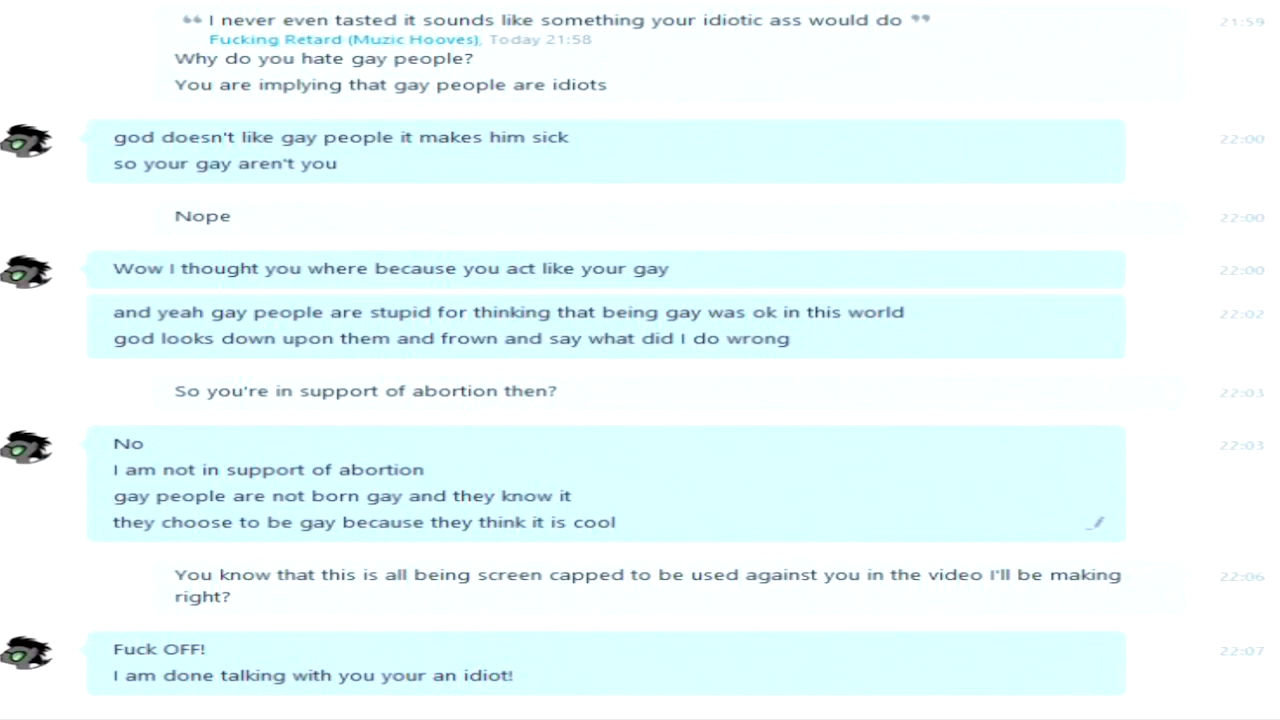 ❝ I never even tasted it sounds like something your idiotic ass would do ❞ 21:59
Fucking Retard (Muzic Hooves), Today 21:58
Why do you hate gay people?
You are implying that gay people are idiots
god doesn't like gay people it makes him sick 22:00
so your gay aren't you
Nope 22:00
Wow I thought you where because you act like your gay 22:00
and yeah gay people are stupid for thinking that being gay was ok in this world 22:02
god looks down upon them and frown and say what did I do wrong
So you're in support of abortion then? 22:03
No 22:03
I am not in support of abortion
gay people are not born gay and they know it
they choose to be gay because they think it is cool
You know that this is all being screen capped to be used against you in the video I'll be making 22:06
right?
Fuck OFF! 22:07
I am done talking with you your an idiot!